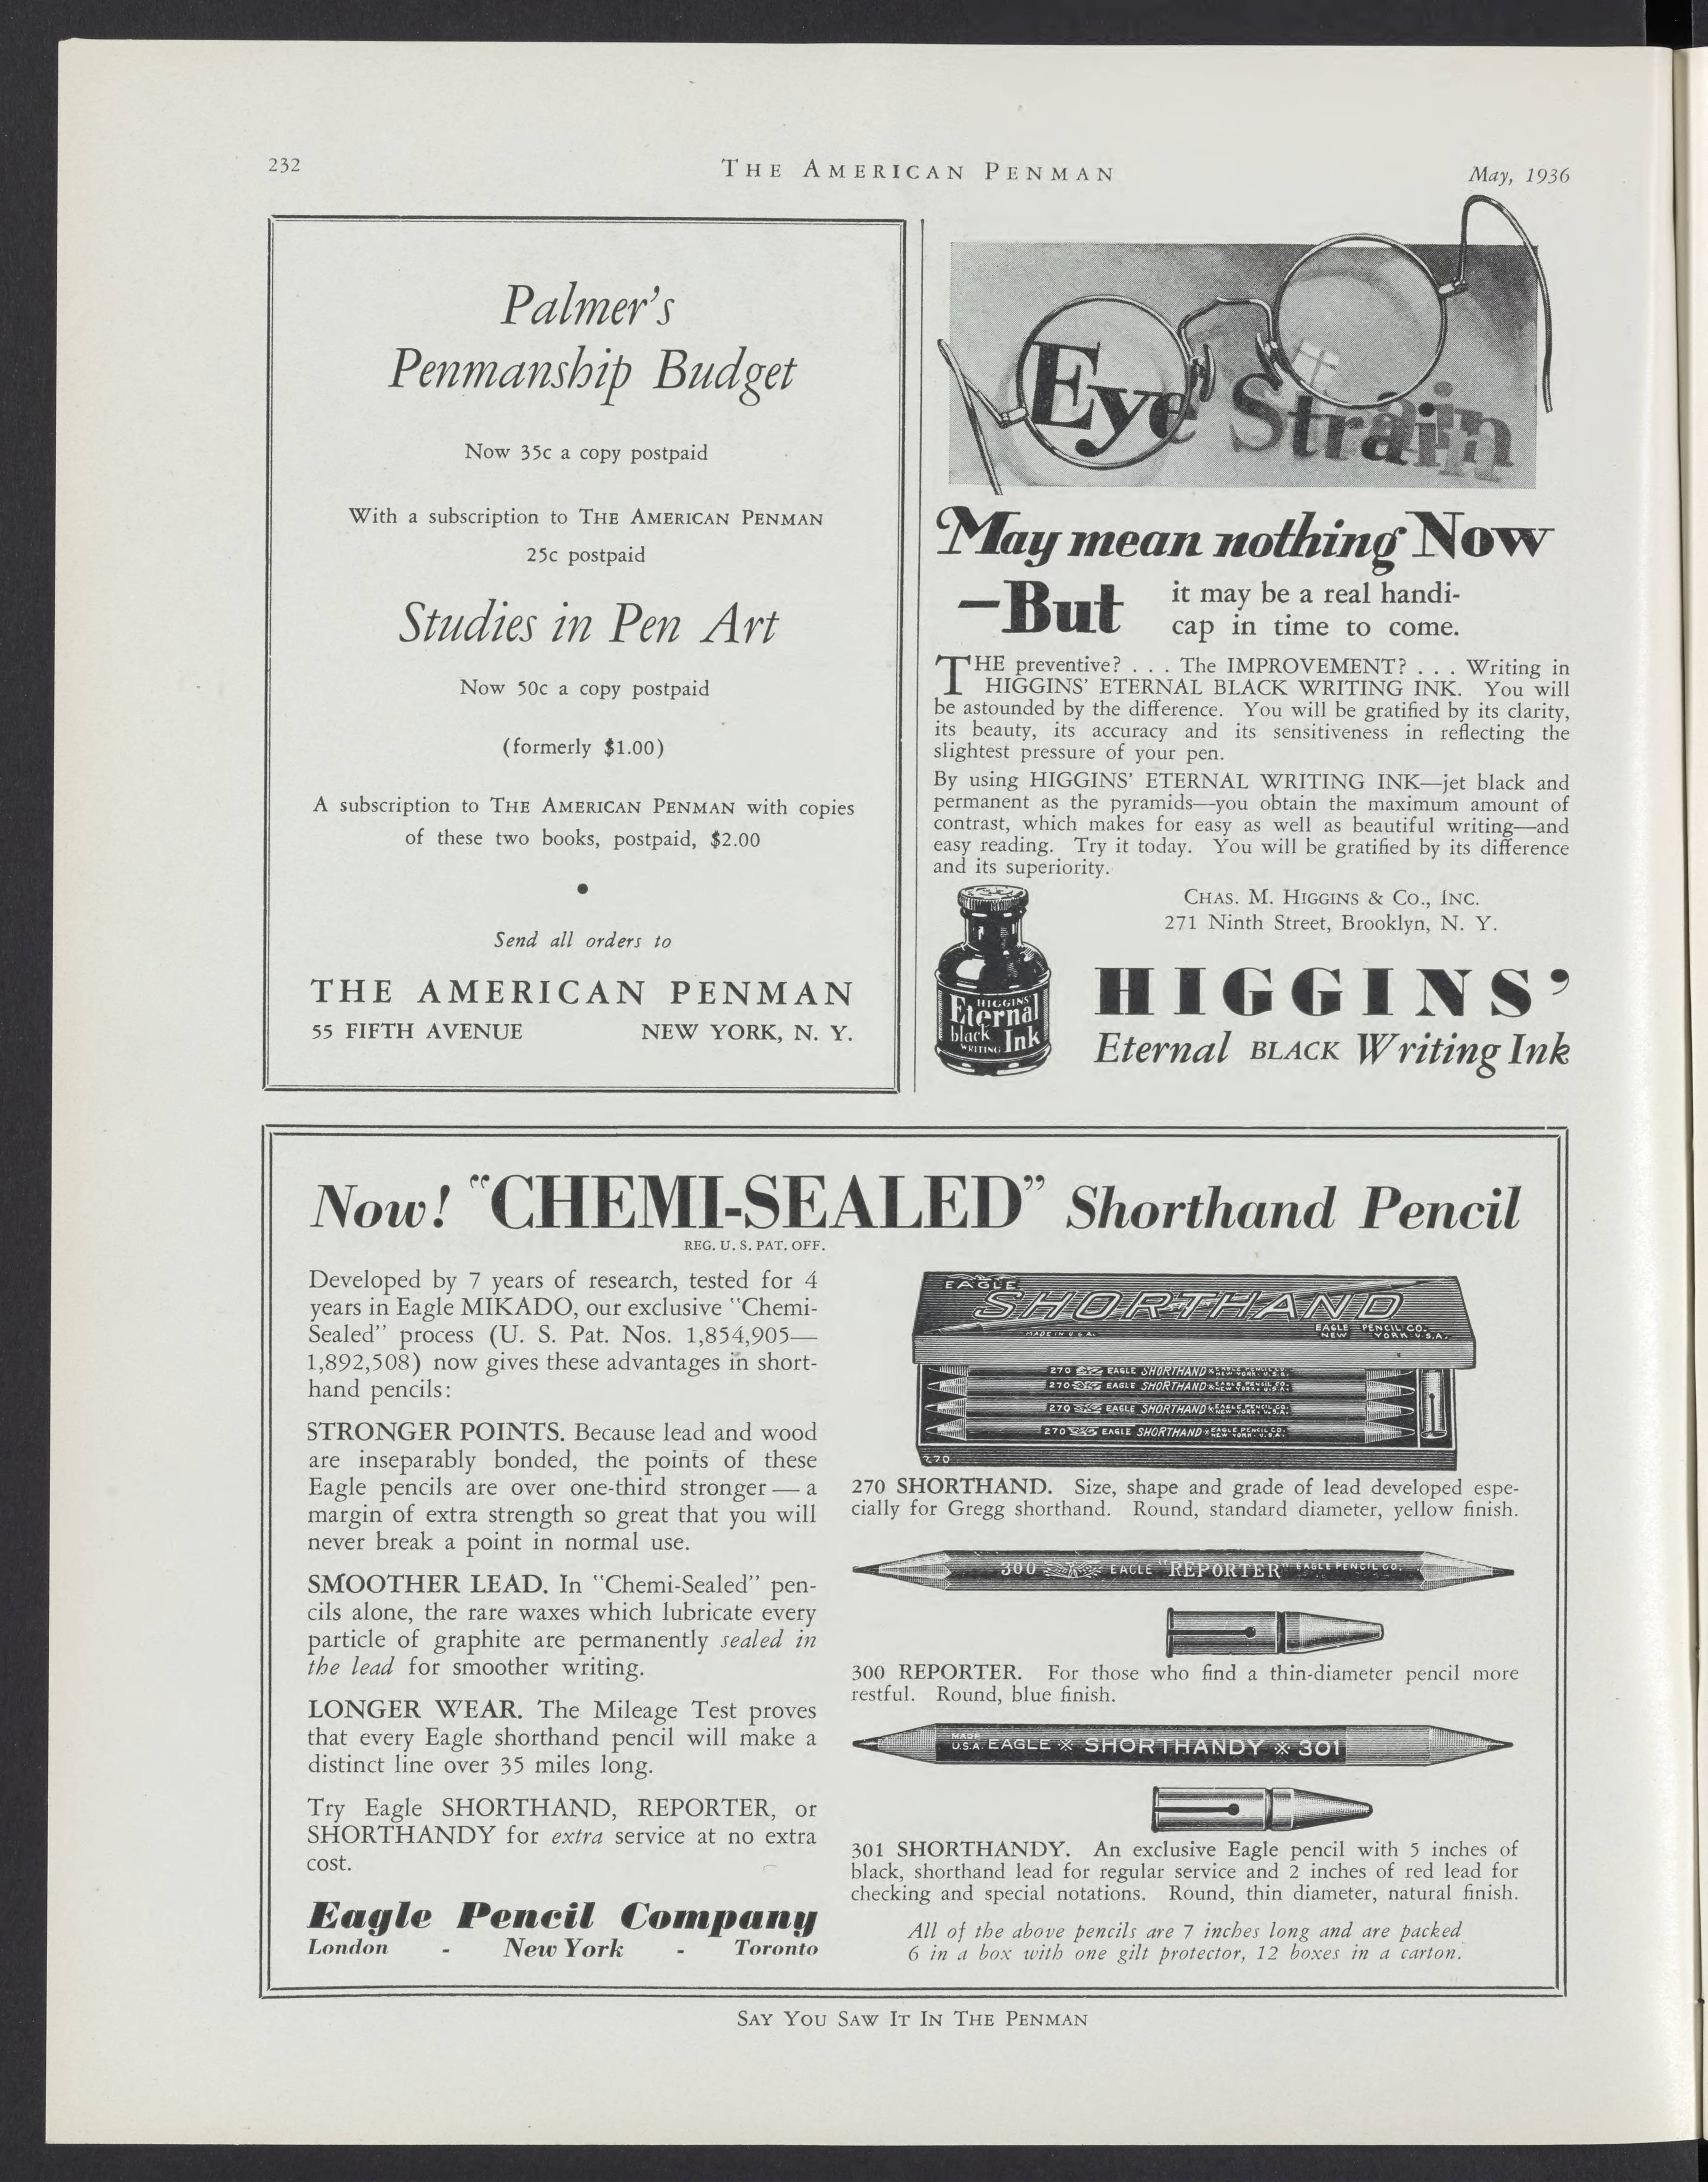 232
THE AMERICAN PENMAN
May, 1936
Palmer's
Penmanship Budget
Now 35c a copy postpaid
With a subscription to THE AMERICAN PENMAN
25c postpaid
Studies in Pen Art
Now 50c a copy postpaid
(formerly $1.00)
A subscription to THE AMERICAN PENMAN with copies
of these two books, postpaid, $2.00
•
Send all orders to
THE AMERICAN PENMAN
55 FIFTH AVENUE NEW YORK, N. Y.
Eye Strain
May mean nothing Now
—But it may be a real handi-
cap in time to come.
THE preventive? . . . The IMPROVEMENT? . . . Writing in
HIGGINS' ETERNAL BLACK WRITING INK. You will
be astounded by the difference. You will be gratified by its clarity,
its beauty, its accuracy and its sensitiveness in reflecting the
slightest pressure of your pen.
By using HIGGINS' ETERNAL WRITING INK—jet black and
permanent as the pyramids—you obtain the maximum amount of
contrast, which makes for easy as well as beautiful writing—and
easy reading. Try it today. You will be gratified by its difference
and its superiority.
CHAS. M. HIGGINS & CO., INC.
271 Ninth Street, Brooklyn, N. Y.
HIGGINS'
Eternal
black Ink
WRITING
HIGGINS'
Eternal BLACK Writing Ink
Now! "CHEMI-SEALED" Shorthand Pencil
REG. U. S. PAT. OFF.
Developed by 7 years of research, tested for 4
years in Eagle MIKADO, our exclusive "Chemi-
Sealed" process (U. S. Pat. Nos. 1,854,905—
1,892,508) now gives these advantages in short-
hand pencils:
STRONGER POINTS. Because lead and wood
are inseparably bonded, the points of these
Eagle pencils are over one-third stronger — a
margin of extra strength so great that you will
never break a point in normal use.
SMOOTHER LEAD. In "Chemi-Sealed" pen-
cils alone, the rare waxes which lubricate every
particle of graphite are permanently sealed in
the lead for smoother writing.
LONGER WEAR. The Mileage Test proves
that every Eagle shorthand pencil will make a
distinct line over 35 miles long.
Try Eagle SHORTHAND, REPORTER, or
SHORTHANDY for extra service at no extra
cost.
Eagle Pencil Company
London - New York - Toronto
EAGLE
SHORTHAND
MADE IN U.S.A.
EAGLE PENCIL CO.
NEW YORK U.S.A.
270 EAGLE SHORTHAND EAGLE PENCIL CO. NEW YORK U.S.A.
270 EAGLE SHORTHAND EAGLE PENCIL CO. NEW YORK U.S.A.
270 EAGLE SHORTHAND EAGLE PENCIL CO. NEW YORK U.S.A.
270 EAGLE SHORTHAND EAGLE PENCIL CO. NEW YORK U.S.A.
270
270 SHORTHAND. Size, shape and grade of lead developed espe-
cially for Gregg shorthand. Round, standard diameter, yellow finish.
300 EAGLE "REPORTER" EAGLE PENCIL CO.
300 REPORTER. For those who find a thin-diameter pencil more
restful. Round, blue finish.
MADE U.S.A. EAGLE SHORTHANDY 301
301 SHORTHANDY. An exclusive Eagle pencil with 5 inches of
black, shorthand lead for regular service and 2 inches of red lead for
checking and special notations. Round, thin diameter, natural finish.
All of the above pencils are 7 inches long and are packed
6 in a box with one gilt protector, 12 boxes in a carton.
SAY YOU SAW IT IN THE PENMAN